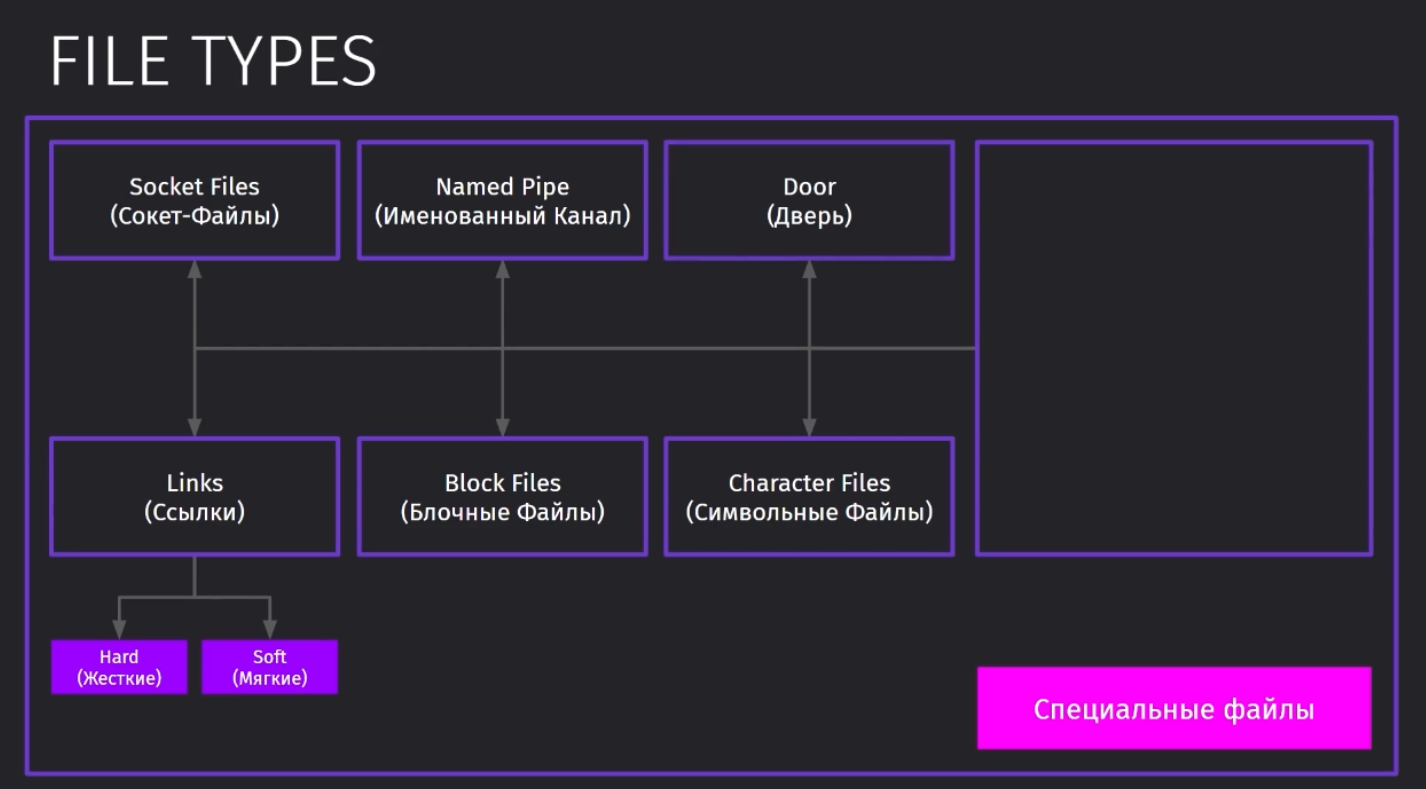 FILE TYPES
Socket Files
(Сокет-Файлы)
Named Pipe
(Именованный Канал)
Door
(Дверь)
Links
(Ссылки)
Block Files
(Блочные Файлы)
Character Files
(Символьные Файлы)
Hard
(Жесткие)
Soft
(Мягкие)
Специальные файлы